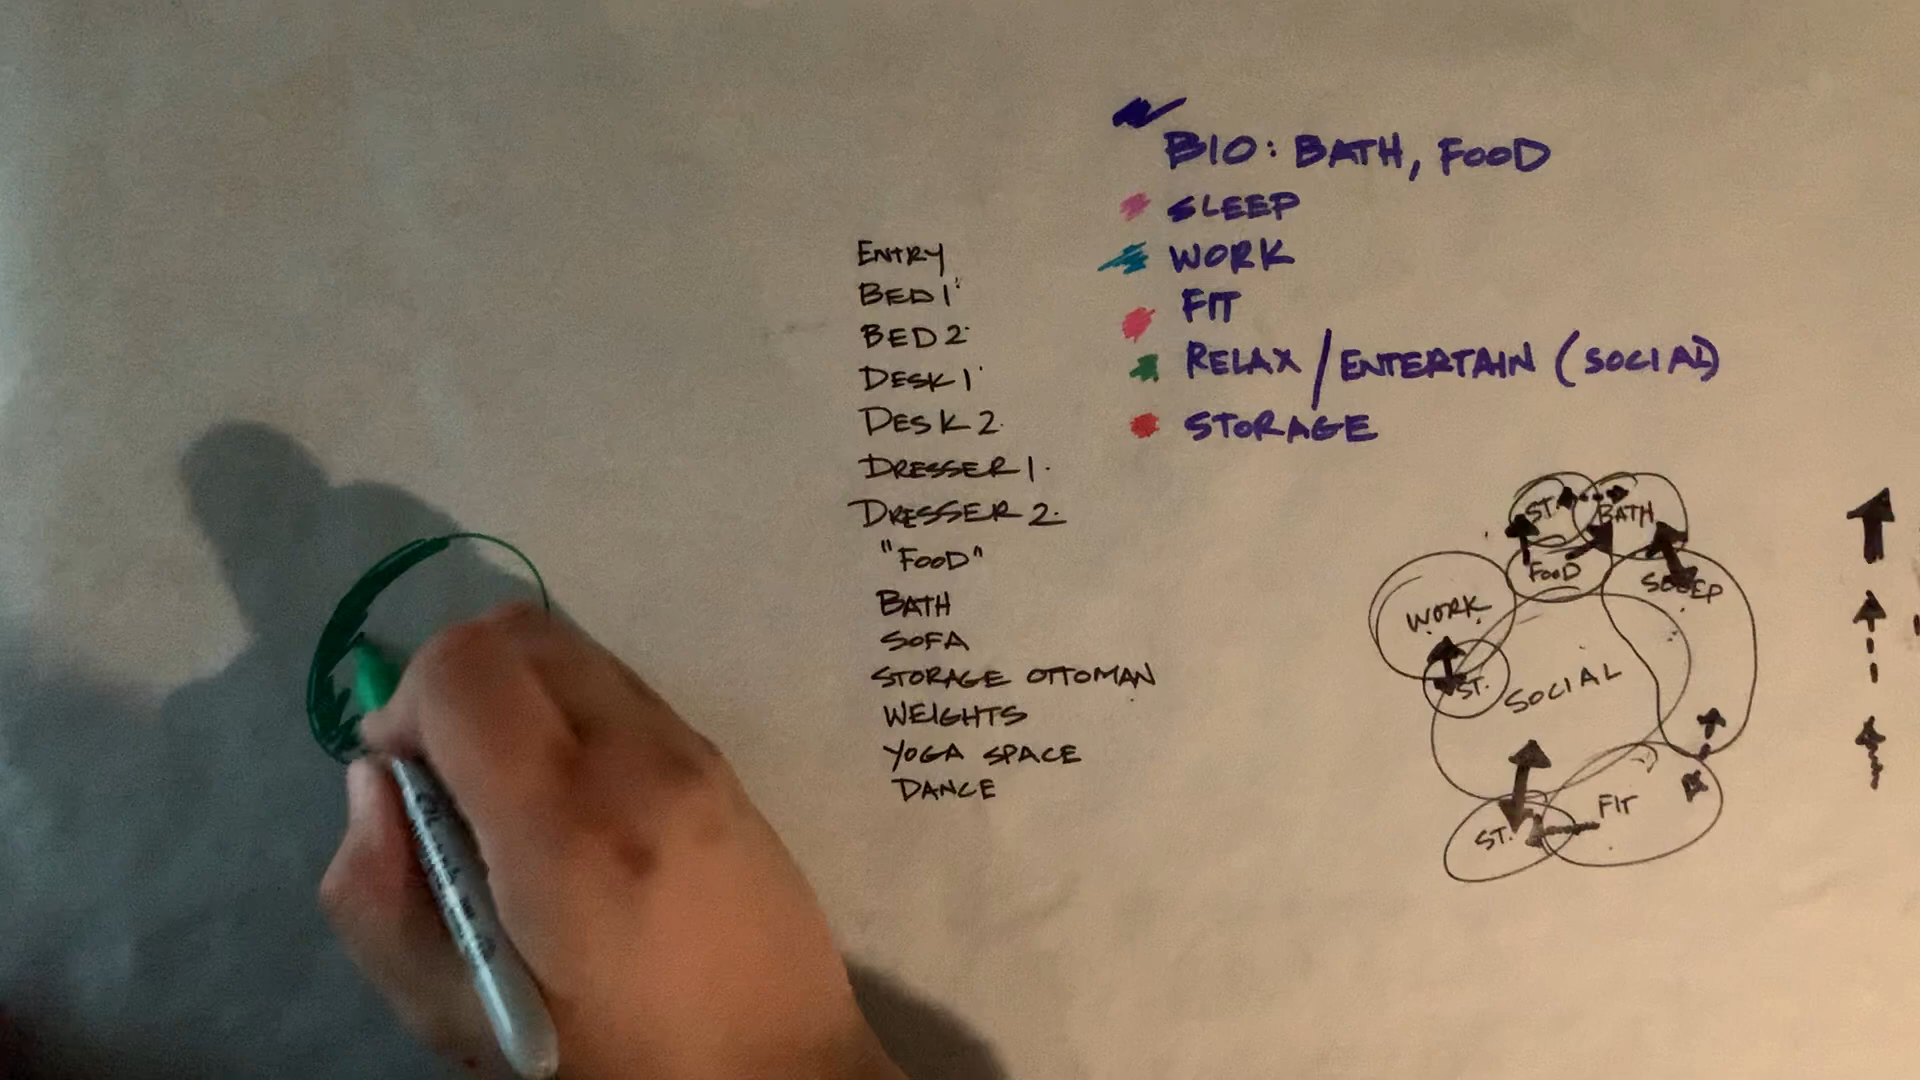 BIO: BATH, FOOD
SLEEP
WORK
FIT
RELAX / ENTERTAIN (SOCIAL)
STORAGE
ENTRY
BED 1
BED 2
DESK 1
DESK 2
DRESSER 1
DRESSER 2
"FOOD"
BATH
SOFA
STORAGE OTTOMAN
WEIGHTS
YOGA SPACE
DANCE
ST.
BATH
FOOD
SLEEP
WORK
ST.
SOCIAL
FIT
ST.